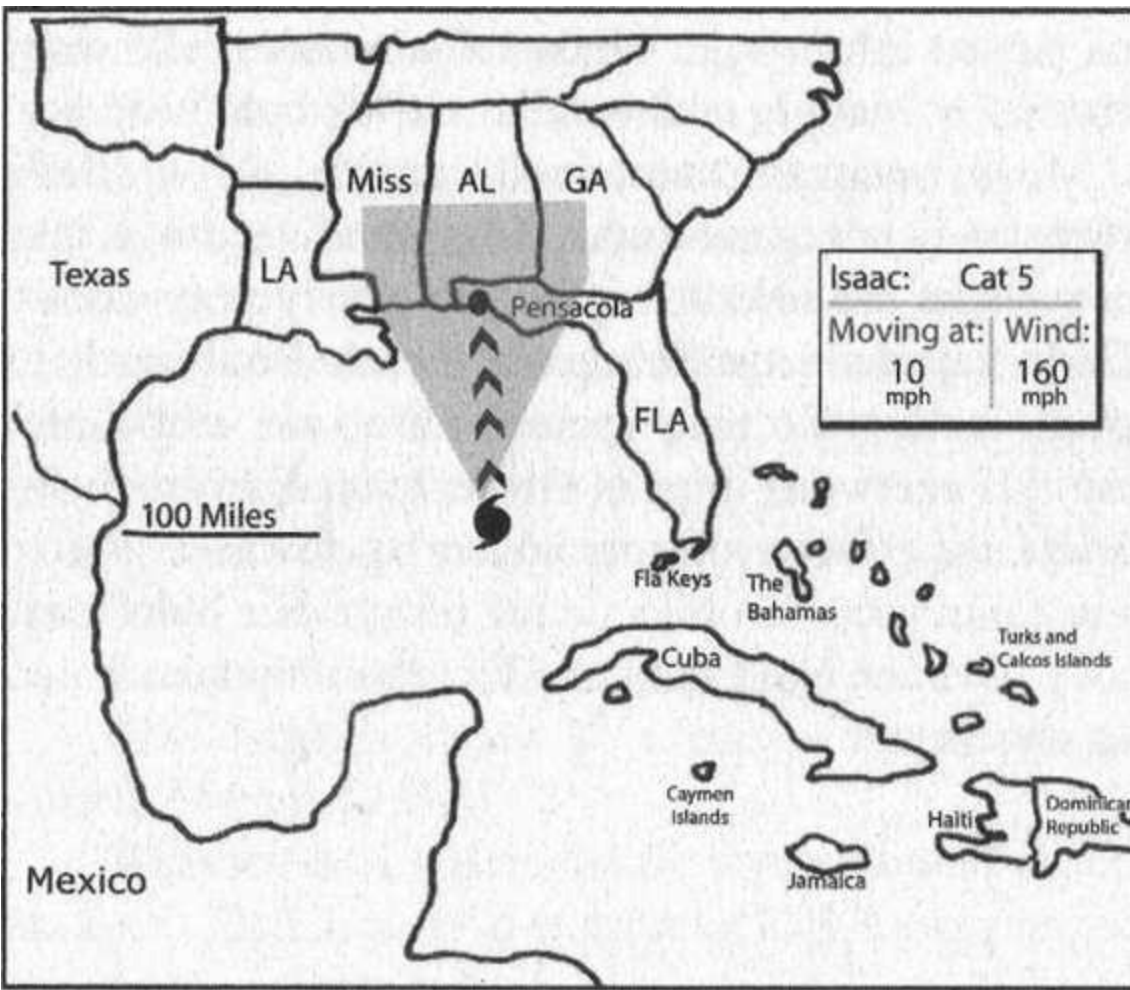 Miss AL GA
Texas
LA
Isaac: Cat 5
Pensacola
Moving at: Wind:
10 160
mph mph
FLA
100 Miles
Fla Keys
The
Bahamas
Turks and
Calcos Islands
Cuba
Caymen
Islands
Haiti
Dominican
Republic
Jamaica
Mexico